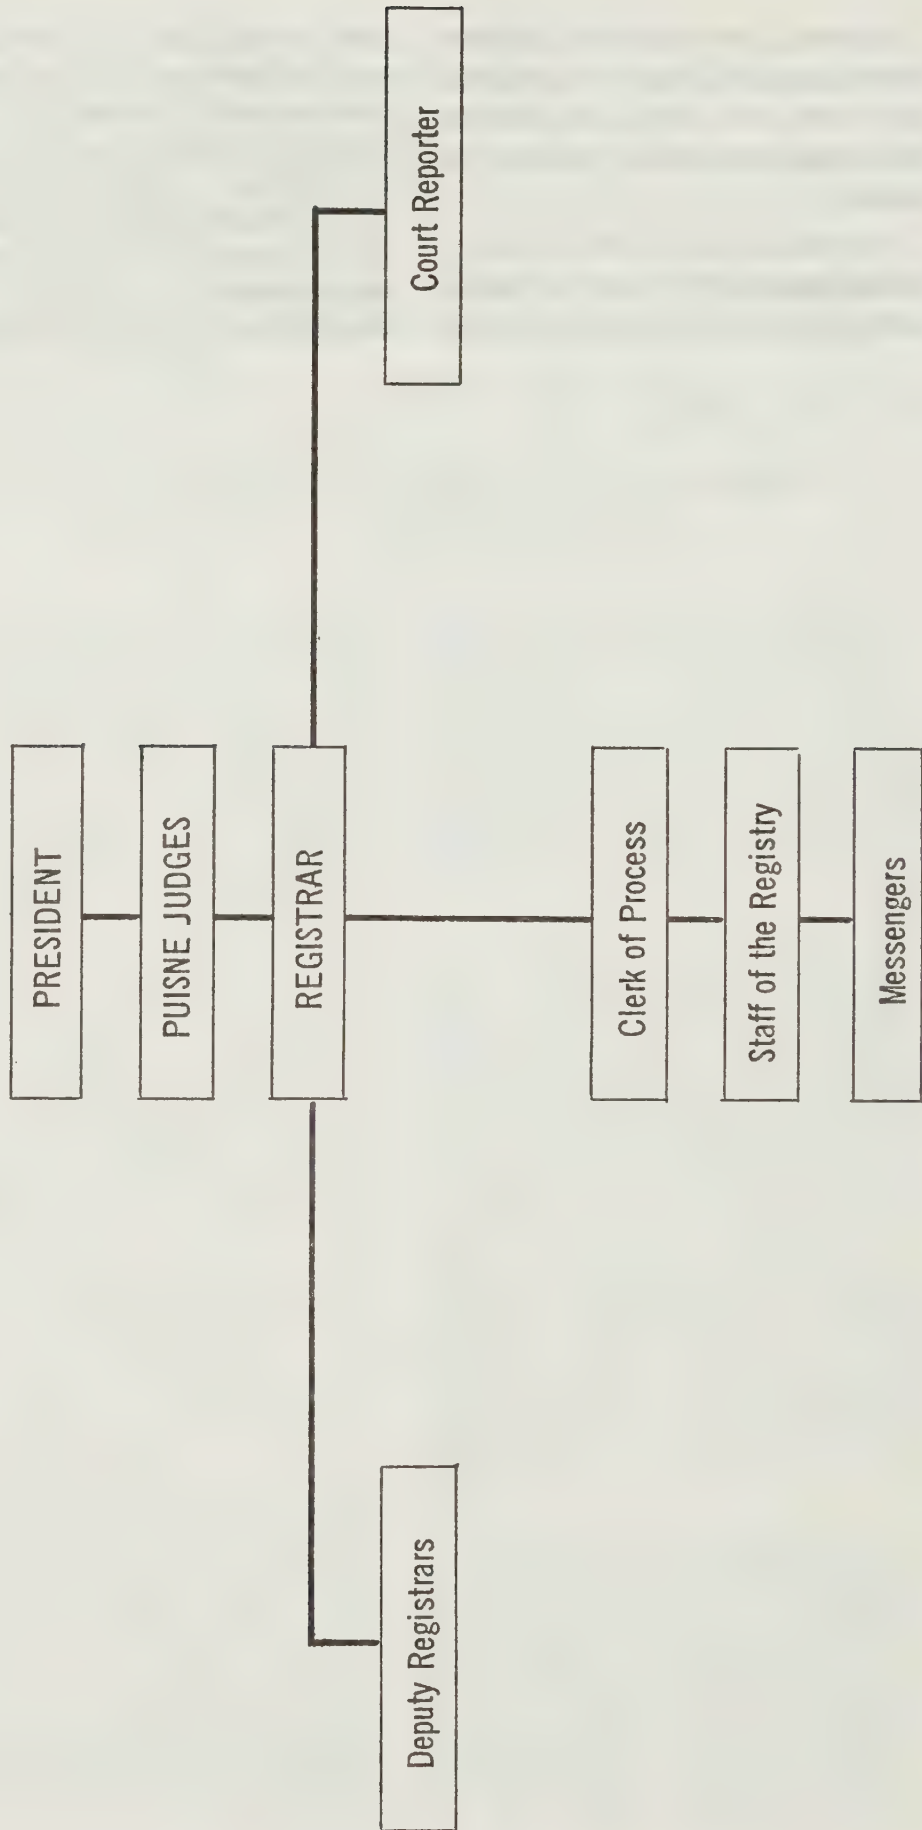 PRESIDENT
PUISNE JUDGES
REGISTRAR
Deputy Registrars
Court Reporter
Clerk of Process
Staff of the Registry
Messengers